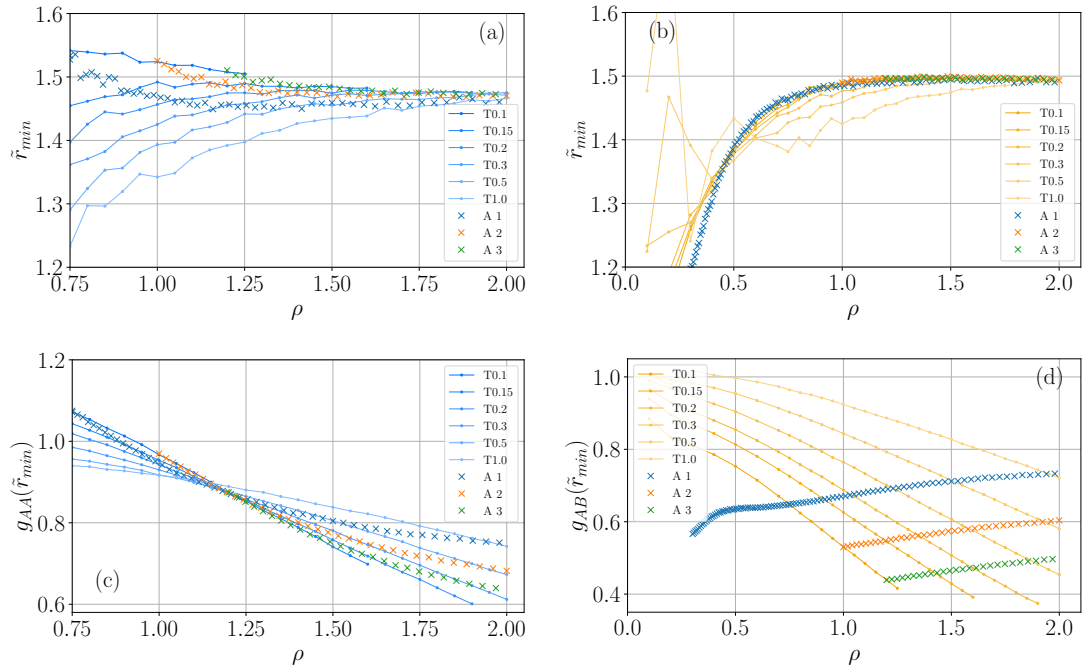 1.6
1.5
1.4
1.3
1.2
r̃min
(a)
T0.1
T0.15
T0.2
T0.3
T0.5
T1.0
A 1
A 2
A 3
0.75 1.00 1.25 1.50 1.75 2.00
ρ
1.6
1.5
1.4
1.3
1.2
r̃min
(b)
T0.1
T0.15
T0.2
T0.3
T0.5
T1.0
A 1
A 2
A 3
0.0 0.5 1.0 1.5 2.0
ρ
1.2
1.0
0.8
0.6
gAA(r̃min)
T0.1
T0.15
T0.2
T0.3
T0.5
T1.0
A 1
A 2
A 3
(c)
0.75 1.00 1.25 1.50 1.75 2.00
ρ
1.0
0.8
0.6
0.4
gAB(r̃min)
T0.1
T0.15
T0.2
T0.3
T0.5
T1.0
A 1
A 2
A 3
(d)
0.0 0.5 1.0 1.5 2.0
ρ